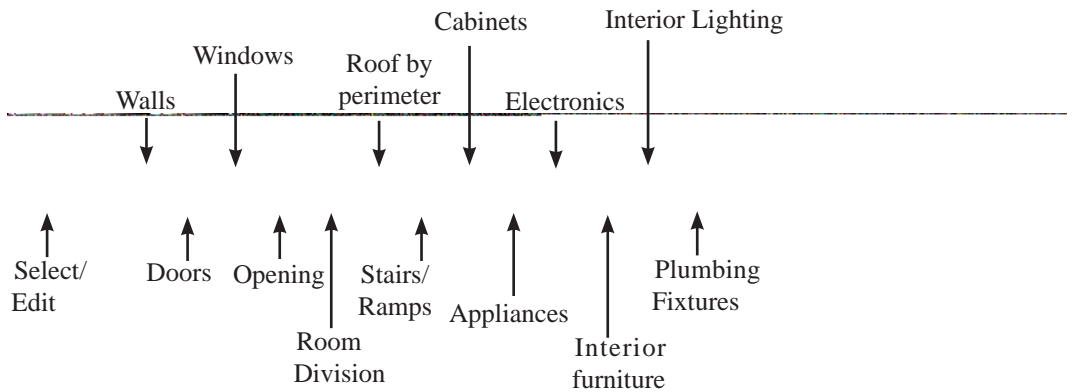 Cabinets
Interior Lighting
Windows
Roof by
perimeter
Walls
Electronics
Select/
Edit
Doors
Opening
Stairs/
Ramps
Plumbing
Fixtures
Appliances
Room
Division
Interior
furniture